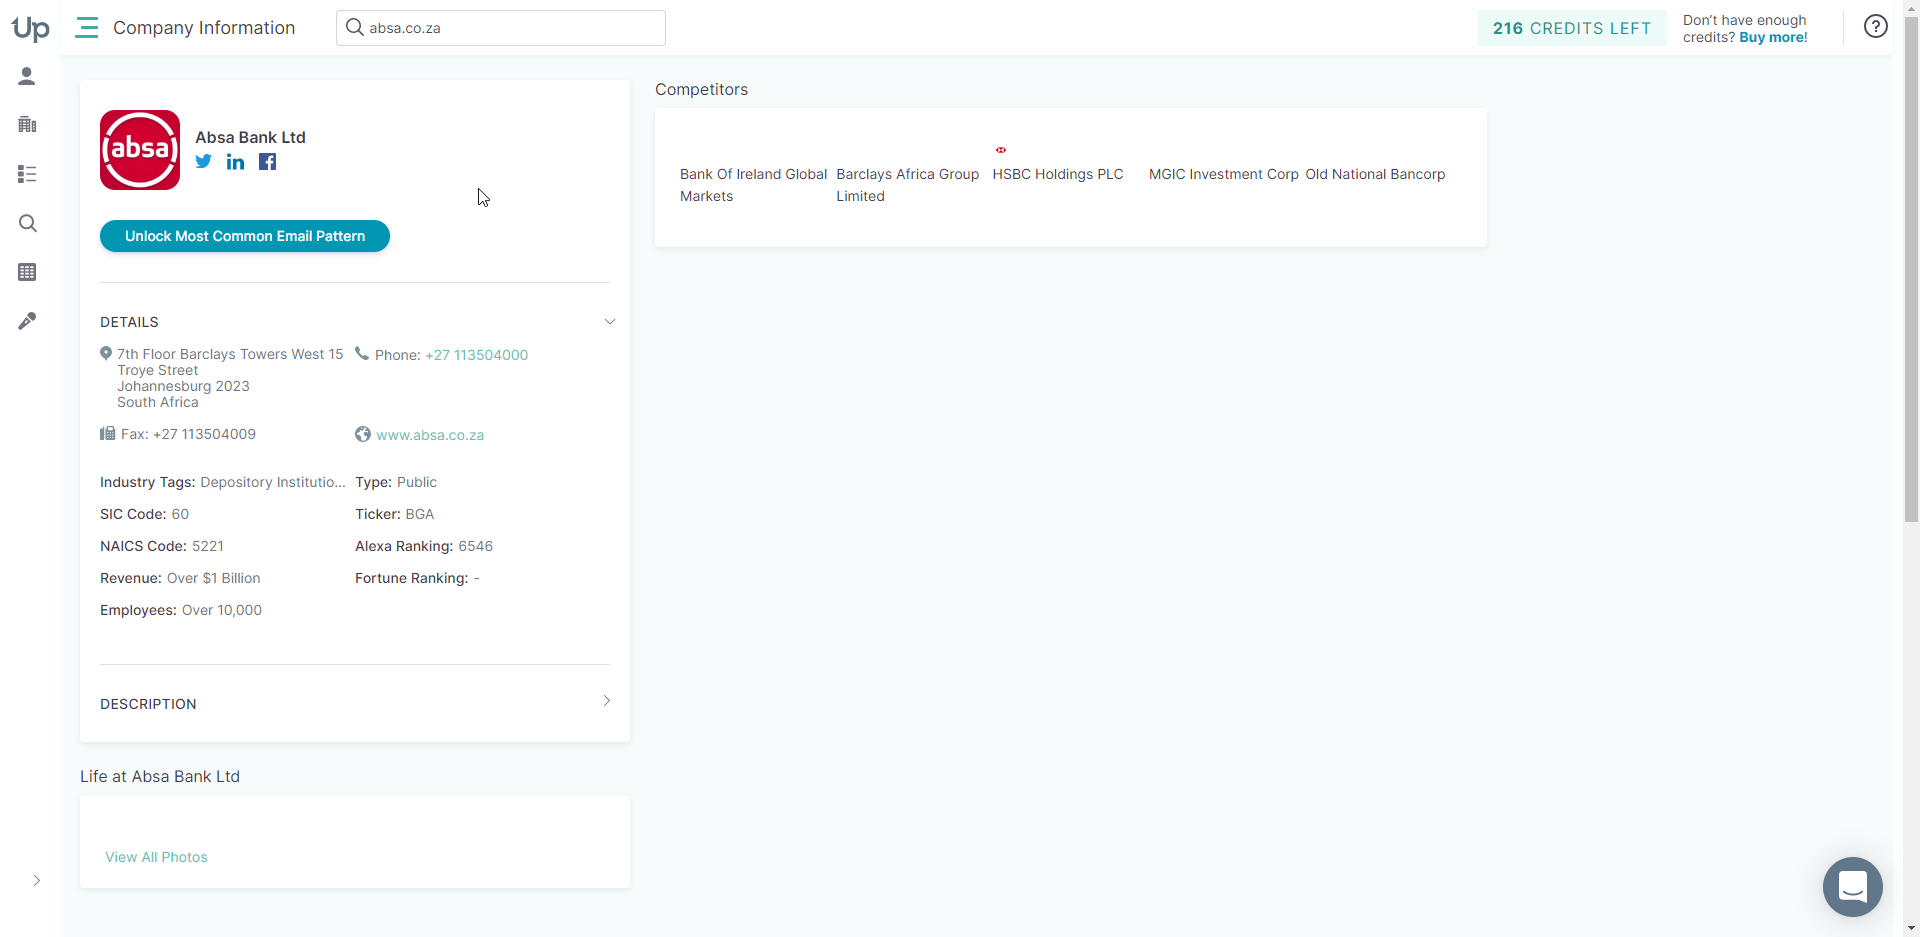 Up
Company Information
absa.co.za
216 CREDITS LEFT
Don't have enough
credits? Buy more!
absa
Absa Bank Ltd
Unlock Most Common Email Pattern
DETAILS
7th Floor Barclays Towers West 15
Troye Street
Johannesburg 2023
South Africa
Phone: +27 113504000
Fax: +27 113504009
www.absa.co.za
Industry Tags: Depository Institutio...
Type: Public
SIC Code: 60
Ticker: BGA
NAICS Code: 5221
Alexa Ranking: 6546
Revenue: Over $1 Billion
Fortune Ranking: -
Employees: Over 10,000
DESCRIPTION
Life at Absa Bank Ltd
View All Photos
Competitors
Bank Of Ireland Global
Markets
Barclays Africa Group
Limited
HSBC Holdings PLC
MGIC Investment Corp
Old National Bancorp